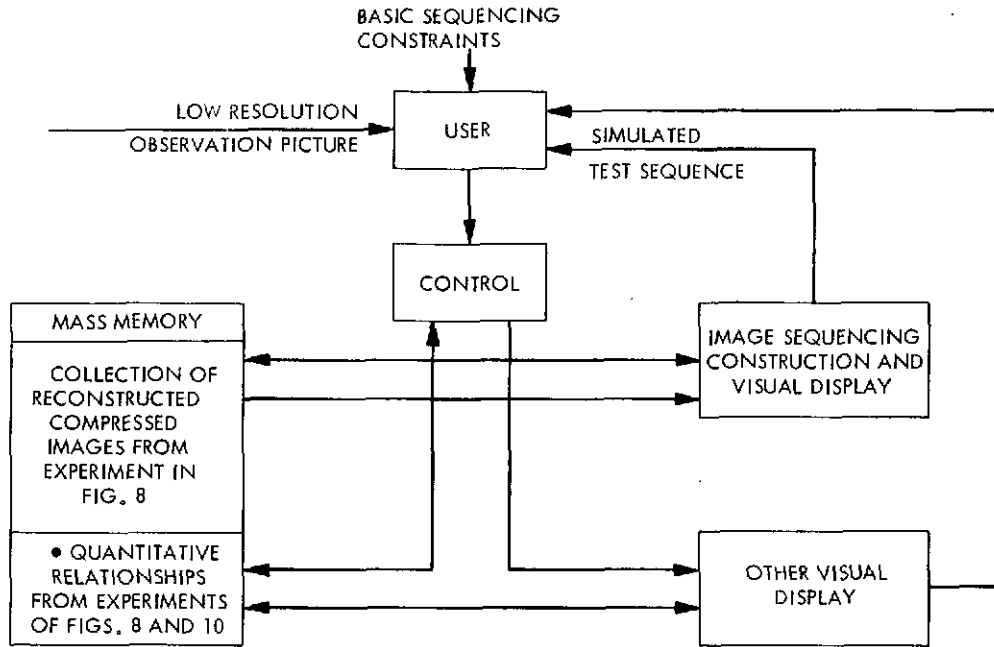 BASIC SEQUENCING
CONSTRAINTS
LOW RESOLUTION
OBSERVATION PICTURE
USER
SIMULATED
TEST SEQUENCE
CONTROL
MASS MEMORY
COLLECTION OF
RECONSTRUCTED
COMPRESSED
IMAGES FROM
EXPERIMENT IN
FIG. 8
● QUANTITATIVE
RELATIONSHIPS
FROM EXPERIMENTS
OF FIGS. 8 AND 10
IMAGE SEQUENCING
CONSTRUCTION AND
VISUAL DISPLAY
OTHER VISUAL
DISPLAY